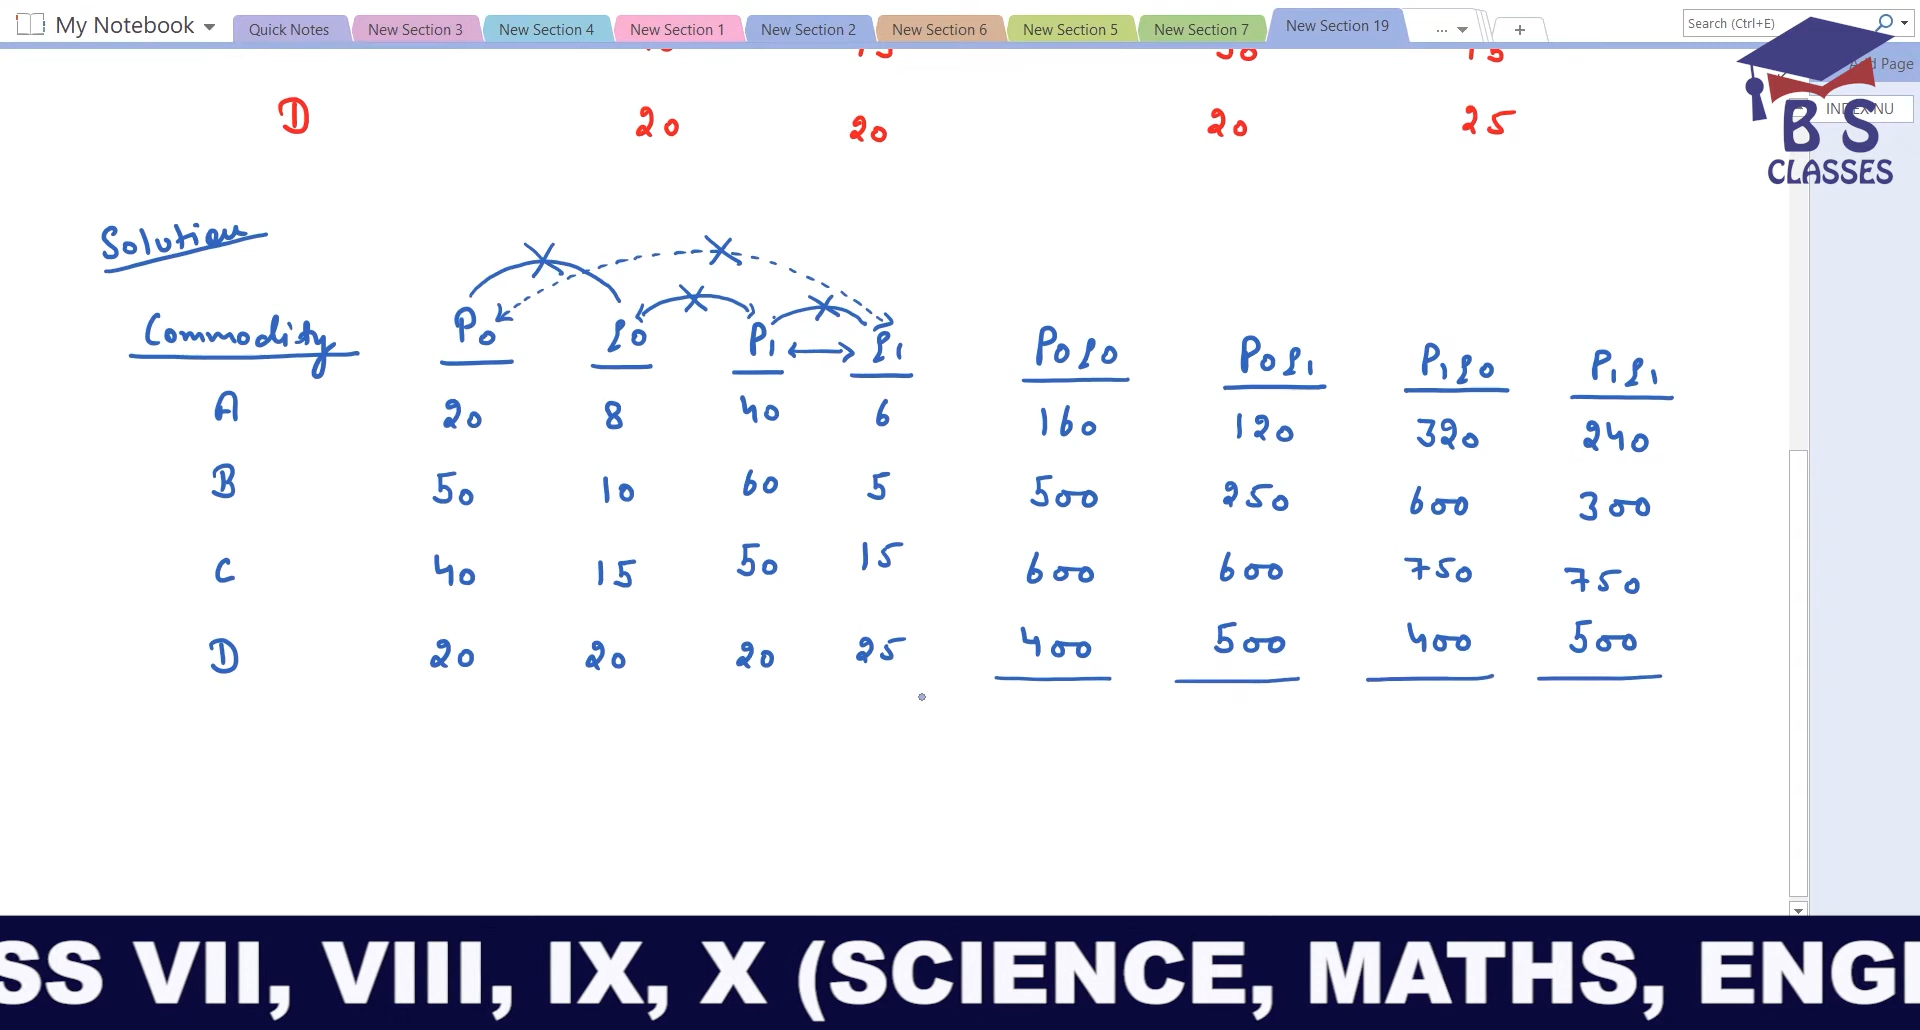 My Notebook Quick Notes New Section 3 New Section 4 New Section 1 New Section 2 New Section 6 New Section 5 New Section 7 New Section 19 ... + Search (Ctrl+E)
Page
INDEX NU
B S
CLASSES
D 20 20 20 25
Solution
Commodity P0 q0 P1 q1 P0q0 P0q1 P1q0 P1q1
A 20 8 40 6 160 120 320 240
B 50 10 60 5 500 250 600 300
C 40 15 50 15 600 600 750 750
D 20 20 20 25 400 500 400 500
SS VII, VIII, IX, X (SCIENCE, MATHS, ENGL